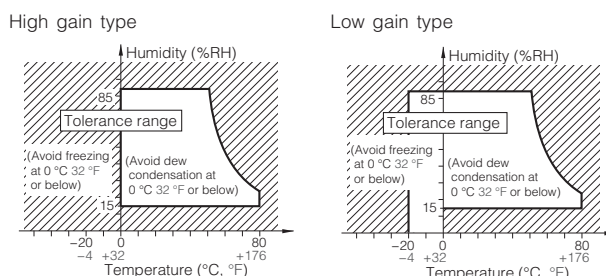 High gain type
Humidity (%RH)
85
Tolerance range
(Avoid freezing
at 0 °C 32 °F
or below)
(Avoid dew
condensation at
0 °C 32 °F or below)
15
−20 0 80
−4 +32 +176
Temperature (°C, °F)
Low gain type
Humidity (%RH)
85
Tolerance range
(Avoid freezing
at 0 °C 32 °F
or below)
(Avoid dew
condensation at
0 °C 32 °F or below)
15
−20 0 80
−4 +32 +176
Temperature (°C, °F)